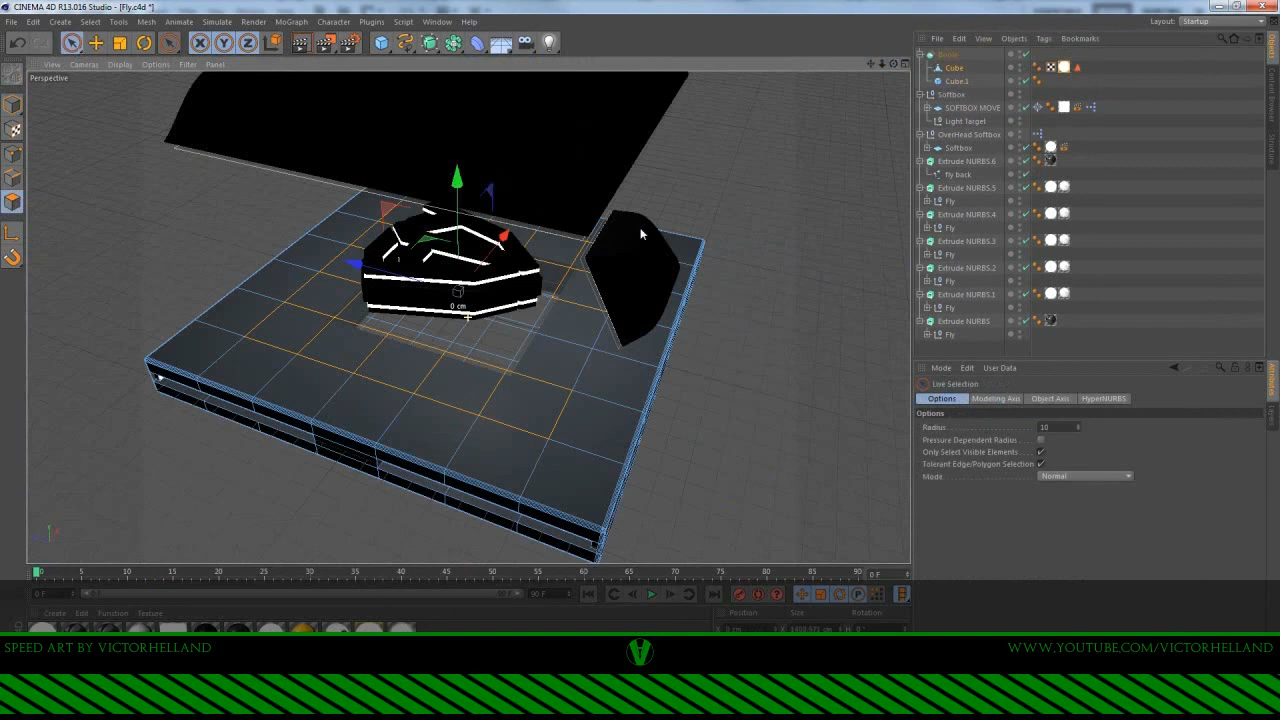 CINEMA 4D R13.016 Studio - [Fly.c4d *]
File Edit Create Select Tools Mesh Animate Simulate Render MoGraph Character Plugins Script Window Help
Layout: Startup
View Cameras Display Options Filter Panel
Perspective
0 cm
File Edit View Objects Tags Bookmarks
Boole
Cube
Cube.1
Softbox
SOFTBOX MOVE
Light Target
OverHead Softbox
Softbox
Extrude NURBS.6
fly back
Extrude NURBS.5
Fly
Extrude NURBS.4
Fly
Extrude NURBS.3
Fly
Extrude NURBS.2
Fly
Extrude NURBS.1
Fly
Extrude NURBS
Fly
Objects
Content Browser
Structure
Mode Edit User Data
Live Selection
Options Modeling Axis Object Axis HyperNURBS
Options
Radius 10
Pressure Dependent Radius
Only Select Visible Elements
Tolerant Edge/Polygon Selection
Mode Normal
Attributes
Layers
0 5 10 15 20 25 30 35 40 45 50 55 60 65 70 75 80 85 90 0 F
0 F 90 F
Create Edit Function Texture
Position Size Rotation
SPEED ART BY VICTORHELLAND
WWW.YOUTUBE.COM/VICTORHELLAND